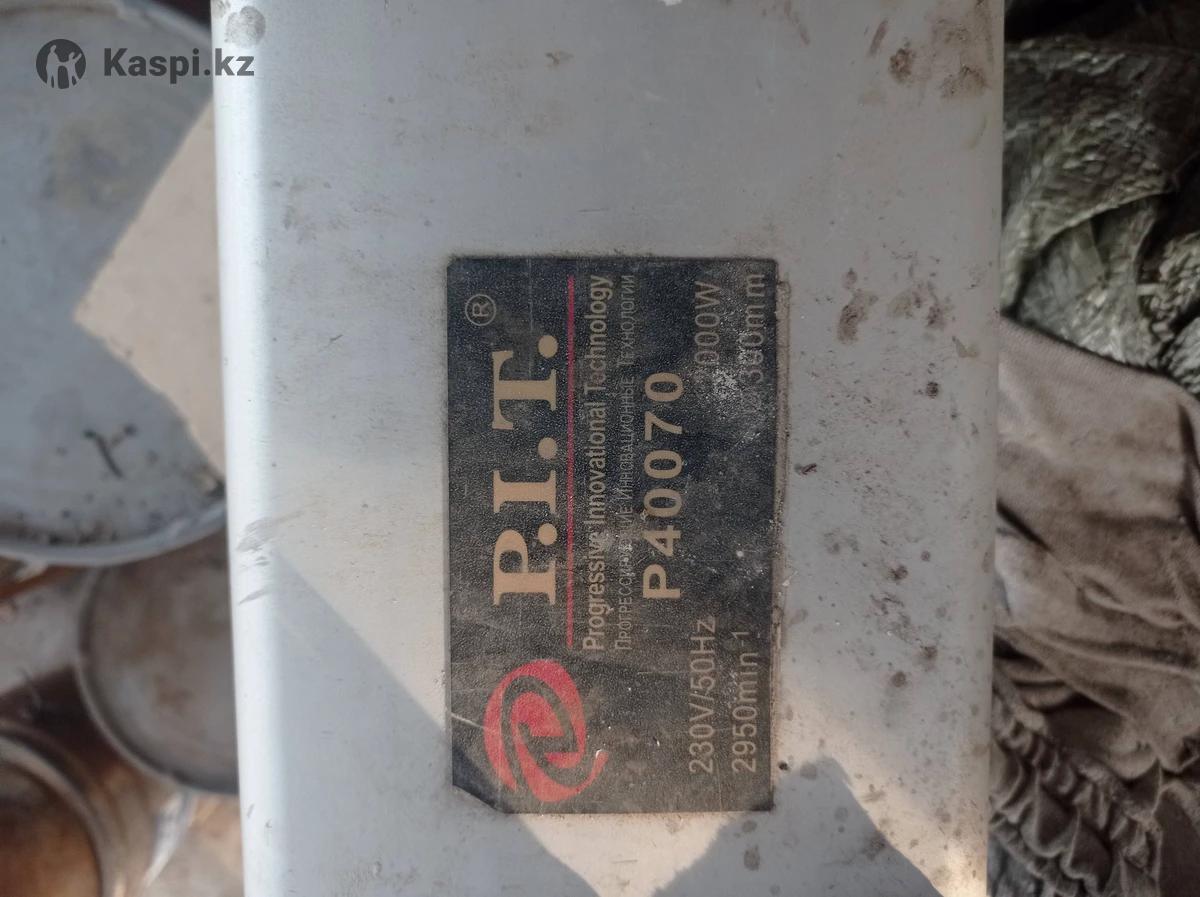 Kaspi.kz
P.I.T.®
Progressive Innovational Technology
ПРОГРЕССИВНЫЕ ИННОВАЦИОННЫЕ ТЕХНОЛОГИИ
P40070
230V/50Hz
2950min-1